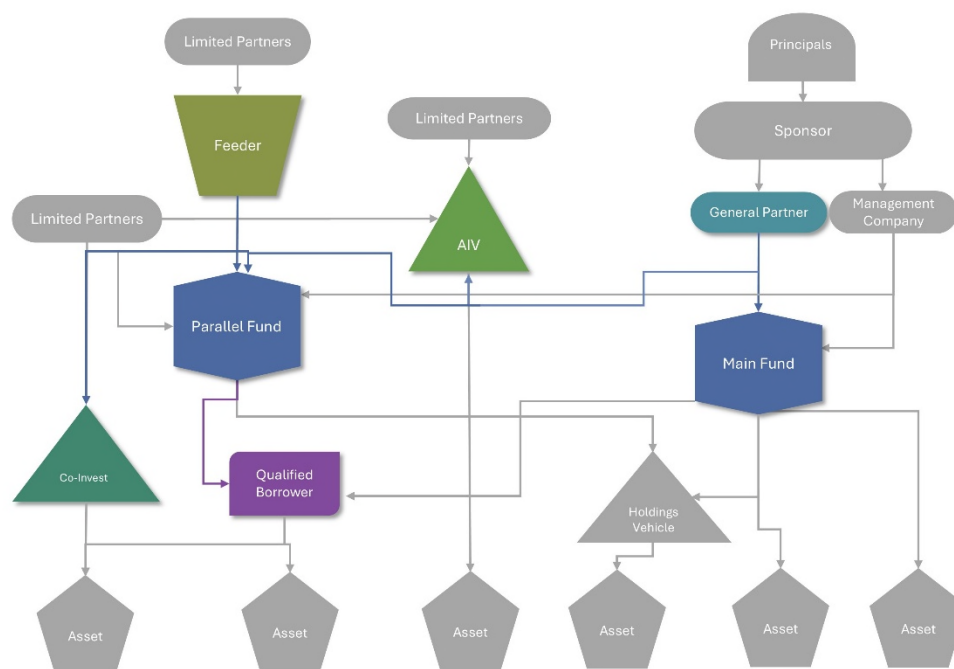 Limited Partners
Principals
Feeder
Limited Partners
Sponsor
Limited Partners
General Partner
Management
Company
AIV
Parallel Fund
Main Fund
Co-Invest
Qualified
Borrower
Holdings
Vehicle
Asset
Asset
Asset
Asset
Asset
Asset